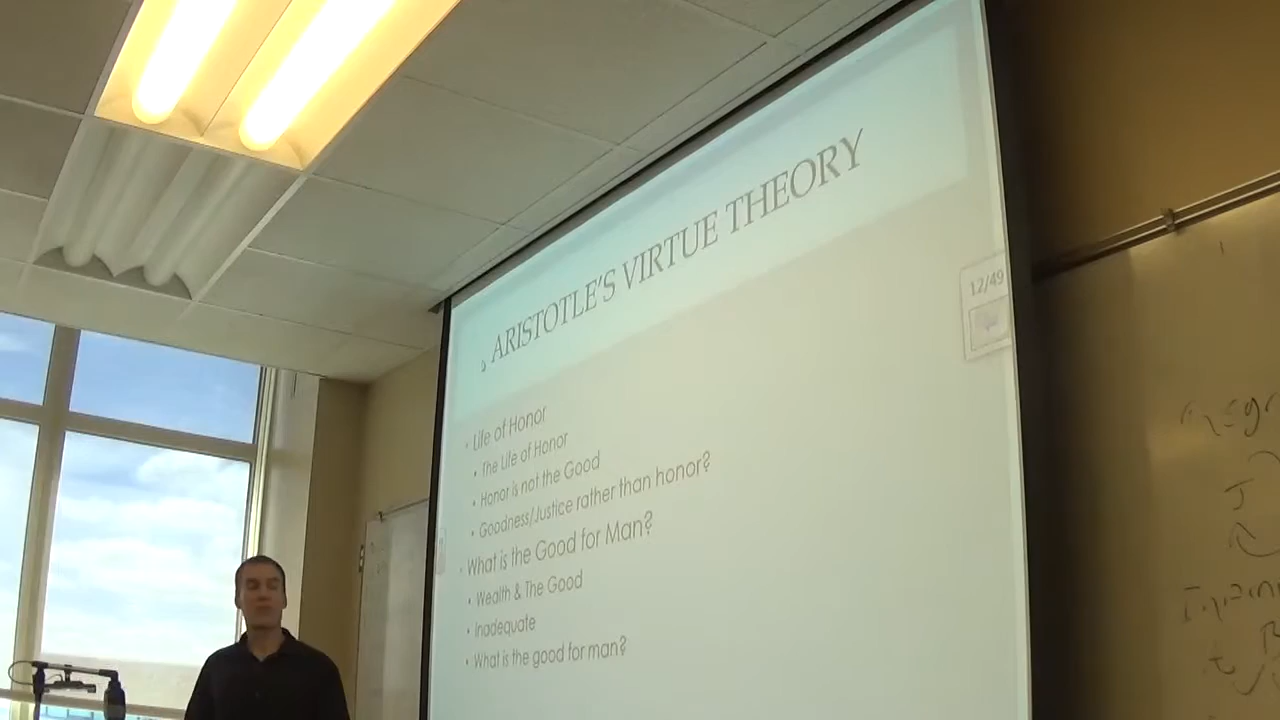 ARISTOTLE'S VIRTUE THEORY
12/49
• Life of Honor
• The Life of Honor
• Honor is not the Good
• Goodness/Justice rather than honor?
• What is the Good for Man?
• Wealth & The Good
• Inadequate
• What is the good for man?